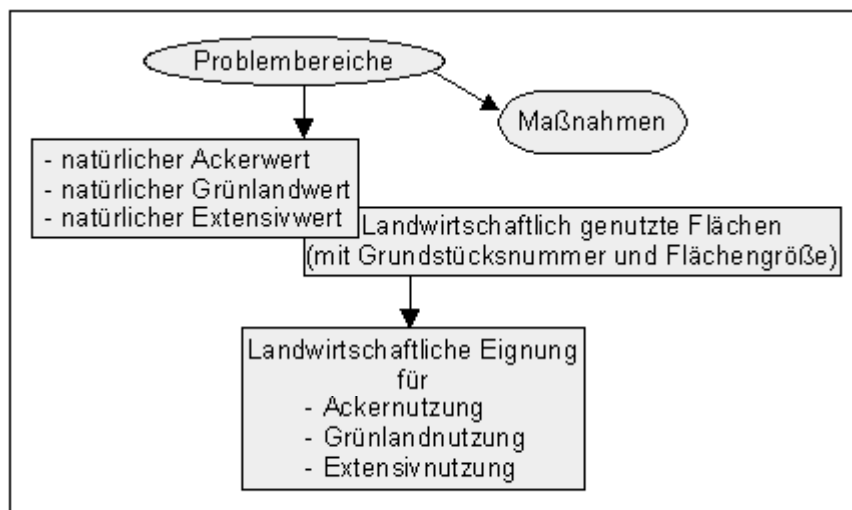 Problembereiche
Maßnahmen
- natürlicher Ackerwert
- natürlicher Grünlandwert
- natürlicher Extensivwert
Landwirtschaftlich genutzte Flächen
(mit Grundstücksnummer und Flächengröße)
Landwirtschaftliche Eignung
für
- Ackernutzung
- Grünlandnutzung
- Extensivnutzung